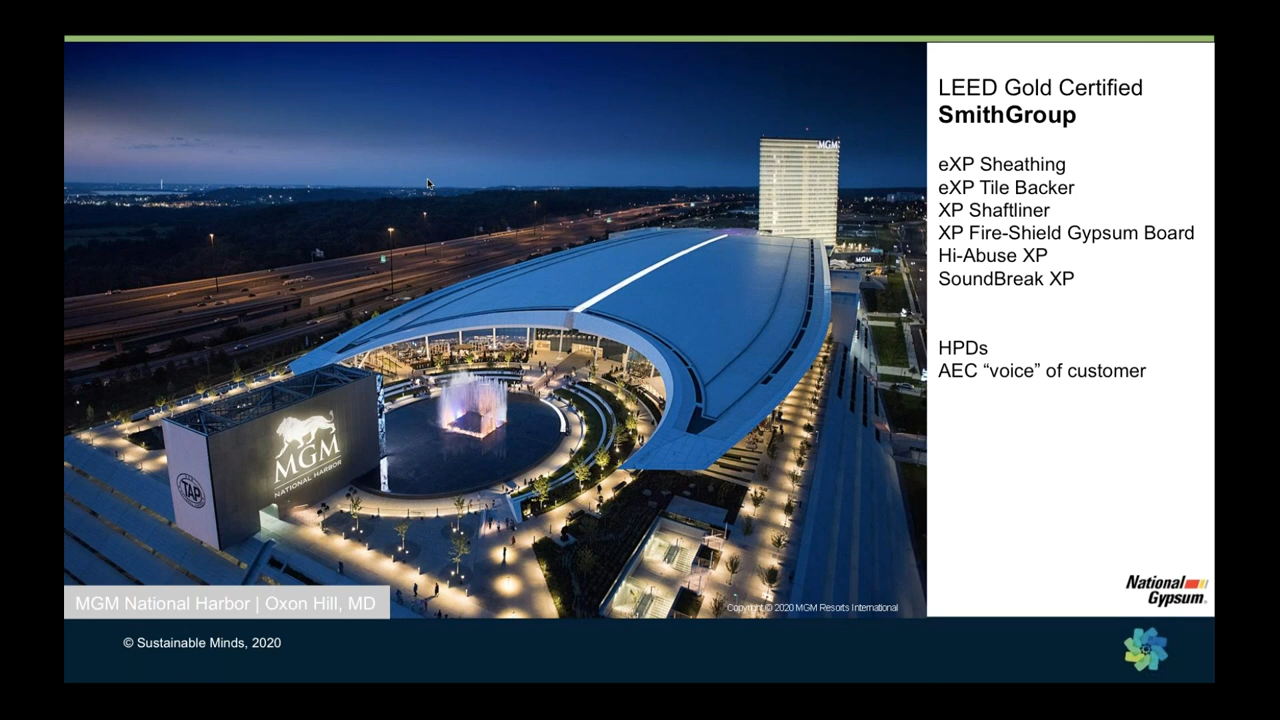 LEED Gold Certified
SmithGroup
eXP Sheathing
eXP Tile Backer
XP Shaftliner
XP Fire-Shield Gypsum Board
Hi-Abuse XP
SoundBreak XP
HPDs
AEC “voice” of customer
MGM
MGM
MGM
NATIONAL HARBOR
TAP
MGM National Harbor | Oxon Hill, MD
Copyright © 2020 MGM Resorts International
National
Gypsum
© Sustainable Minds, 2020